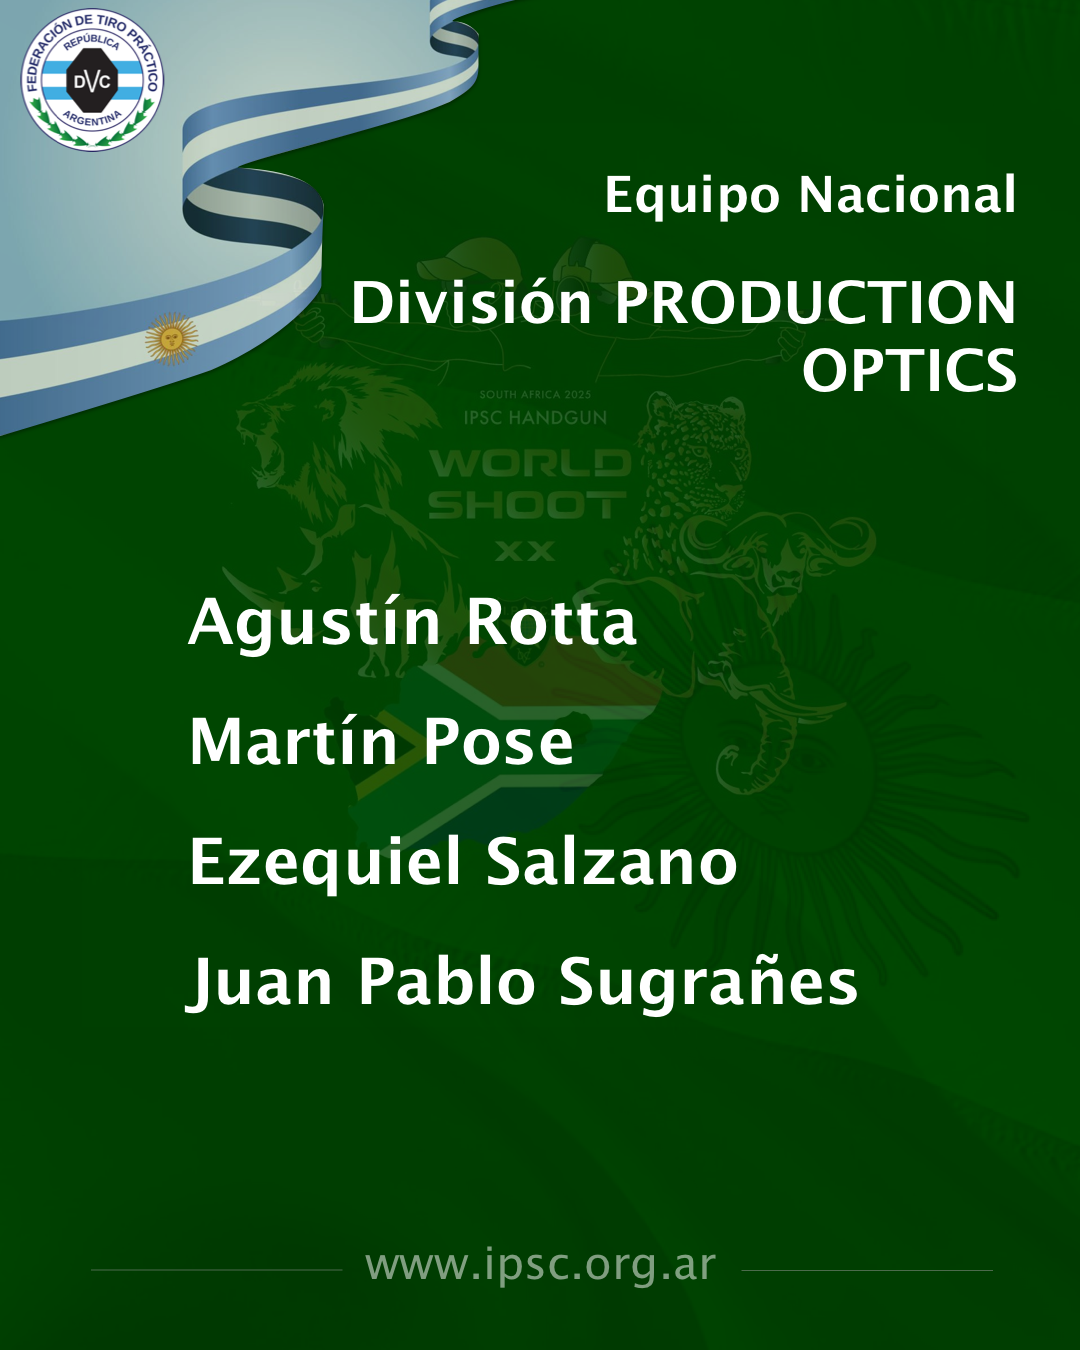 FEDERACIÓN DE TIRO PRÁCTICO
REPÚBLICA
DVC
ARGENTINA
Equipo Nacional
División PRODUCTION
OPTICS
SOUTH AFRICA 2025
IPSC HANDGUN
WORLD
SHOOT
XX
Agustín Rotta
Martín Pose
Ezequiel Salzano
Juan Pablo Sugrañes
www.ipsc.org.ar